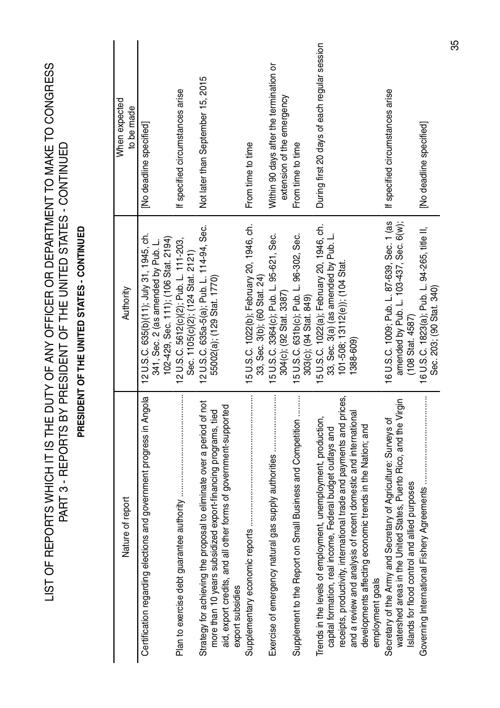 LIST OF REPORTS WHICH IT IS THE DUTY OF ANY OFFICER OR DEPARTMENT TO MAKE TO CONGRESS
PART 3 - REPORTS BY PRESIDENT OF THE UNITED STATES - CONTINUED
PRESIDENT OF THE UNITED STATES - CONTINUED
Nature of report
Authority
When expected
to be made
Certification regarding elections and government progress in Angola
12 U.S.C. 635(b)(11); July 31, 1945, ch.
341, Sec. 2 (as amended by Pub. L.
102-429, Sec. 111); (106 Stat. 2194)
[No deadline specified]
Plan to exercise debt guarantee authority
12 U.S.C. 5612(c)(2); Pub. L. 111-203,
Sec. 1105(c)(2); (124 Stat. 2121)
If specified circumstances arise
Strategy for achieving the proposal to eliminate over a period of not
more than 10 years subsidized export-financing programs, tied
aid, export credits, and all other forms of government-supported
export subsidies
12 U.S.C. 635a-5(a); Pub. L. 114-94, Sec.
55002(a); (129 Stat. 1770)
Not later than September 15, 2015
Supplementary economic reports
15 U.S.C. 1022(b); February 20, 1946, ch.
33, Sec. 3(b); (60 Stat. 24)
From time to time
Exercise of emergency natural gas supply authorities
15 U.S.C. 3364(c); Pub. L. 95-621, Sec.
304(c); (92 Stat. 3387)
Within 90 days after the termination or
extension of the emergency
Supplement to the Report on Small Business and Competition
15 U.S.C. 631b(c); Pub. L. 96-302, Sec.
303(c); (94 Stat. 849)
From time to time
Trends in the levels of employment, unemployment, production,
capital formation, real income, Federal budget outlays and
receipts, productivity, international trade and payments and prices,
and a review and analysis of recent domestic and international
developments affecting economic trends in the Nation; and
employment goals
15 U.S.C. 1022(a); February 20, 1946, ch.
33, Sec. 3(a) (as amended by Pub. L.
101-508; 13112(e)); (104 Stat.
1388-609)
During first 20 days of each regular session
Secretary of the Army and Secretary of Agriculture: Surveys of
watershed areas in the United States, Puerto Rico, and the Virgin
Islands for flood control and allied purposes
16 U.S.C. 1009; Pub. L. 87-639, Sec. 1 (as
amended by Pub. L. 103-437, Sec. 6(w);
(108 Stat. 4587)
If specified circumstances arise
Governing International Fishery Agreements
16 U.S.C. 1823(a); Pub. L. 94-265, title II,
Sec. 203; (90 Stat. 340)
[No deadline specified]
35